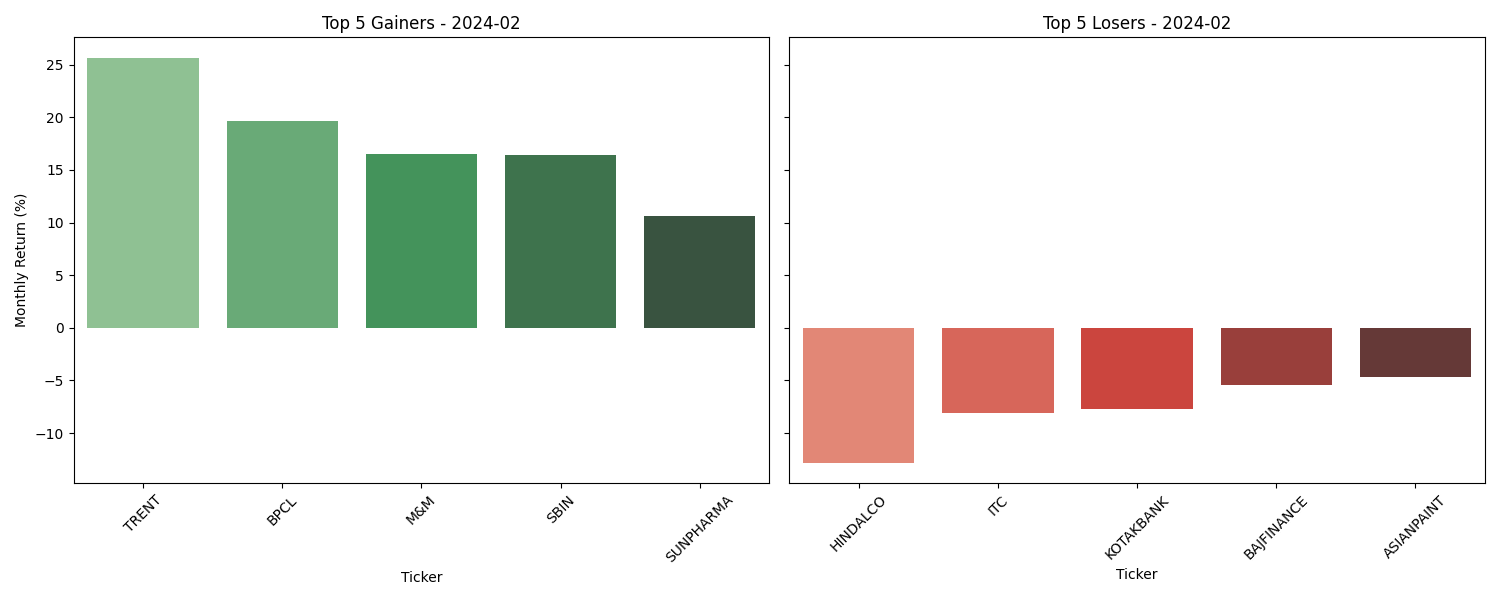 Top 5 Gainers - 2024-02
Monthly Return (%)
25
20
15
10
5
0
−5
−10
TRENT
BPCL
M&M
SBIN
SUNPHARMA
Ticker
Top 5 Losers - 2024-02
HINDALCO
ITC
KOTAKBANK
BAJFINANCE
ASIANPAINT
Ticker